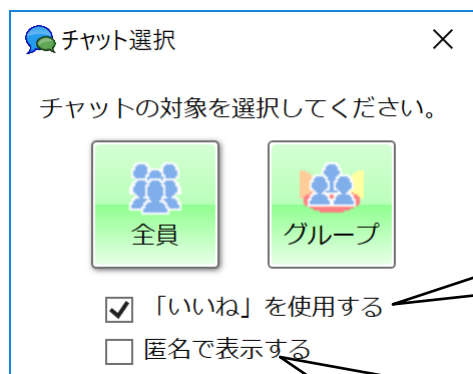 チャット選択
チャットの対象を選択してください。
全員
グループ
「いいね」を使用する
匿名で表示する